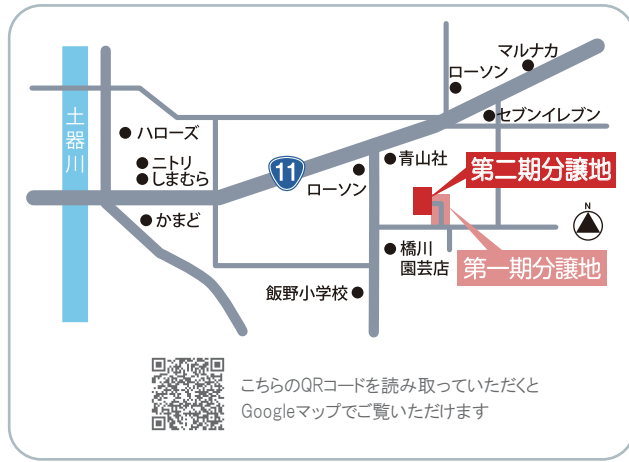 マルナカ
ローソン
セブンイレブン
土器川
ハローズ
ニトリ
しまむら
11
ローソン
青山社
第二期分譲地
かまど
N
橋川
園芸店
第一期分譲地
飯野小学校
こちらのQRコードを読み取っていただくと
Googleマップでご覧いただけます